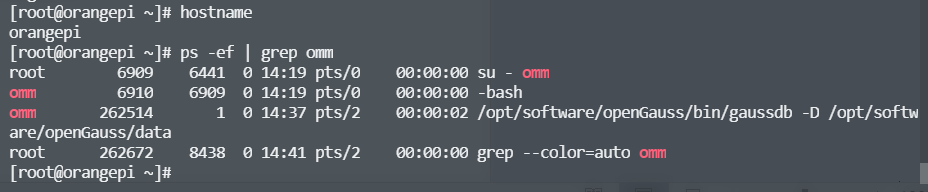 [root@orangepi ~]# hostname
orangepi
[root@orangepi ~]# ps -ef | grep omm
root        6909    6441  0 14:19 pts/0    00:00:00 su - omm
omm         6910    6909  0 14:19 pts/0    00:00:00 -bash
omm       262514       1  0 14:37 pts/2    00:00:02 /opt/software/openGauss/bin/gaussdb -D /opt/softw
are/openGauss/data
root      262672    8438  0 14:41 pts/2    00:00:00 grep --color=auto omm
[root@orangepi ~]#